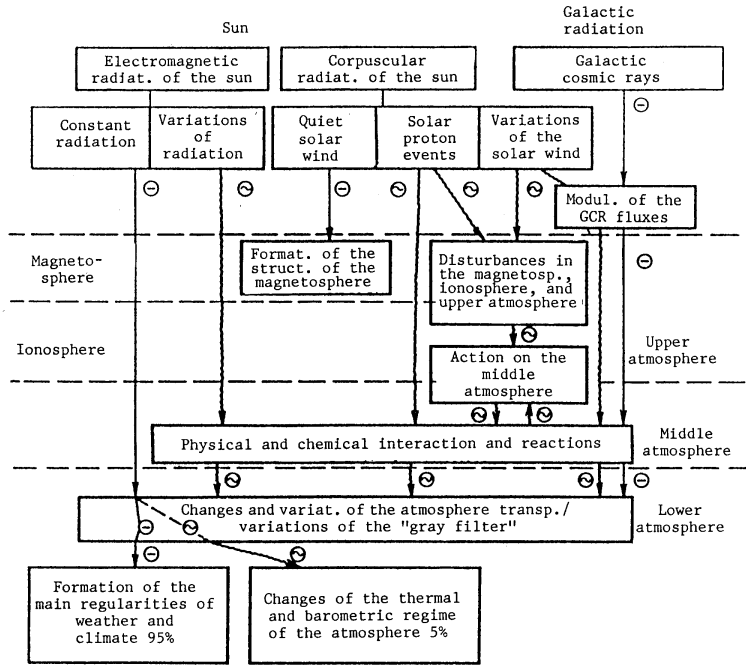 Sun
Galactic
radiation
Electromagnetic
radiat. of the sun
Corpuscular
radiat. of the sun
Galactic
cosmic rays
Constant
radiation
Variations
of
radiation
Quiet
solar
wind
Solar
proton
events
Variations
of the
solar wind
Modul. of the
GCR fluxes
Magneto-
sphere
Format. of the
struct. of the
magnetosphere
Disturbances in
the magnetosp.,
ionosphere, and
upper atmosphere
Ionosphere
Upper
atmosphere
Action on the
middle
atmosphere
Physical and chemical interaction and reactions
Middle
atmosphere
Changes and variat. of the atmosphere transp./
variations of the "gray filter"
Lower
atmosphere
Formation of the
main regularities of
weather and
climate 95%
Changes of the thermal
and barometric regime
of the atmosphere 5%